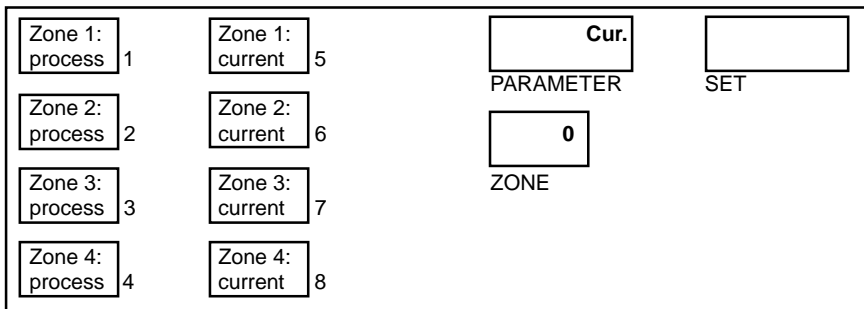 Zone 1:
process 1
Zone 1:
current 5
Cur.
PARAMETER
SET
Zone 2:
process 2
Zone 2:
current 6
0
ZONE
Zone 3:
process 3
Zone 3:
current 7
Zone 4:
process 4
Zone 4:
current 8